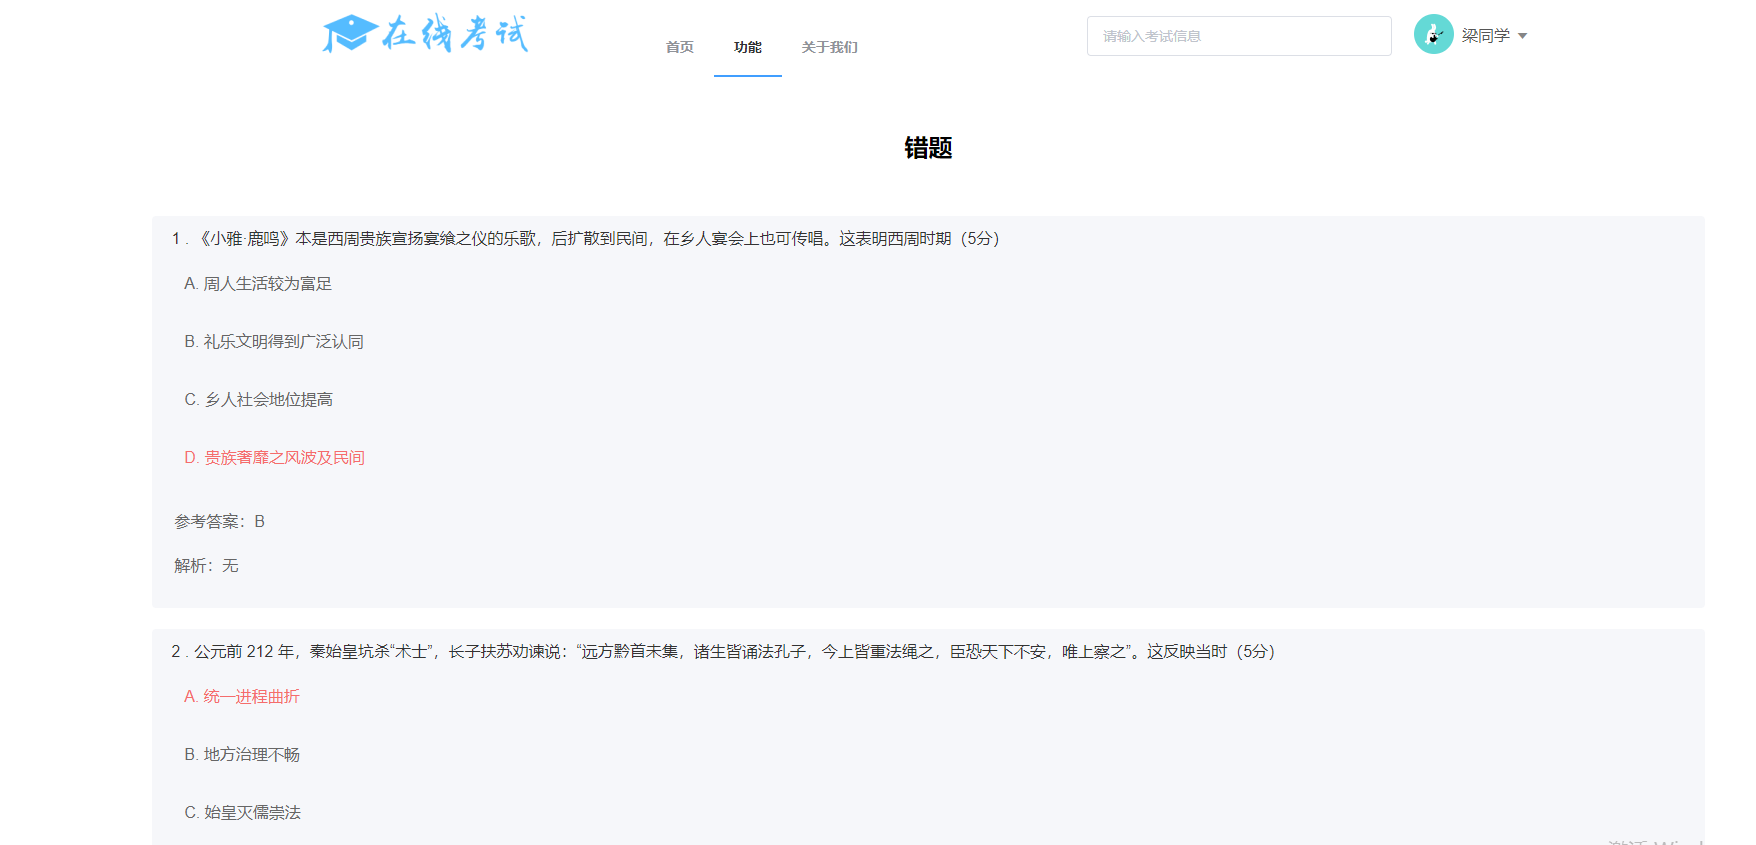 在线考试
首页 功能 关于我们
请输入考试信息
梁同学
错题
1 . 《小雅·鹿鸣》本是西周贵族宣扬宴飨之仪的乐歌，后扩散到民间，在乡人宴会上也可传唱。这表明西周时期（5分）
A. 周人生活较为富足
B. 礼乐文明得到广泛认同
C. 乡人社会地位提高
D. 贵族奢靡之风波及民间
参考答案：B
解析：无
2 . 公元前 212 年，秦始皇坑杀“术士”，长子扶苏劝谏说：“远方黔首未集，诸生皆诵法孔子，今上皆重法绳之，臣恐天下不安，唯上察之”。这反映当时（5分）
A. 统一进程曲折
B. 地方治理不畅
C. 始皇灭儒崇法